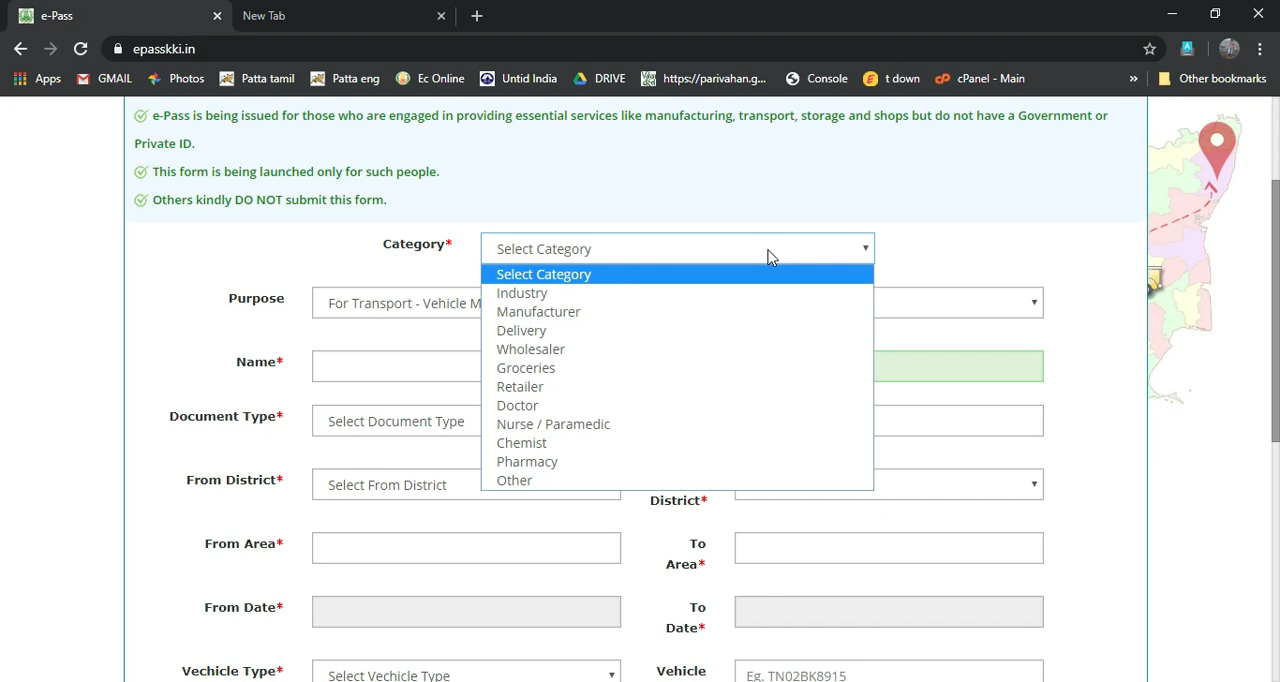 e-Pass
New Tab
epasskki.in
Apps GMAIL Photos Patta tamil Patta eng Ec Online Untid India DRIVE https://parivahan.g... Console t down cPanel - Main » Other bookmarks
e-Pass is being issued for those who are engaged in providing essential services like manufacturing, transport, storage and shops but do not have a Government or
Private ID.
This form is being launched only for such people.
Others kindly DO NOT submit this form.
Category* Select Category
Select Category
Industry
Manufacturer
Delivery
Wholesaler
Groceries
Retailer
Doctor
Nurse / Paramedic
Chemist
Pharmacy
Other
Purpose For Transport - Vehicle M
Name*
Document Type* Select Document Type
From District* Select From District
District*
From Area* To
Area*
From Date* To
Date*
Vechicle Type* Select Vechicle Type Vehicle Eg. TN02BK8915